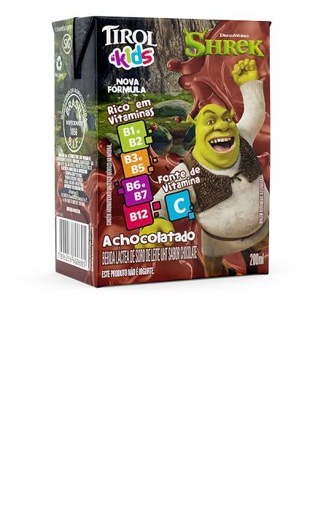 TIROL
kids
DreamWorks
SHREK
NOVA
FÓRMULA
Rico em
Vitaminas
B1 e
B2
B3 e
B5
B6 e
B7
B12
Fonte de
Vitamina
C
Achocolatado
BEBIDA LÁCTEA DE SORO DE LEITE UHT SABOR CHOCOLATE
ESTE PRODUTO NÃO É IOGURTE.
200ml